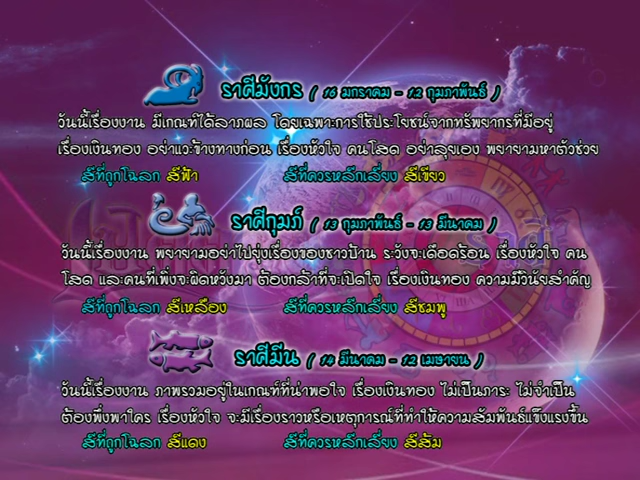 ราศีมังกร ( 16 มกราคม - 12 กุมภาพันธ์ )
วันนี้เรื่องงาน มีเกณฑ์ได้ลาภผล โดยเฉพาะการใช้ประโยชน์จากทรัพยากรที่มีอยู่
เรื่องเงินทอง อย่าแวะข้างทางก่อน เรื่องหัวใจ คนโสด อย่าลุยเอง พยายามหาตัวช่วย
สีที่ถูกโฉลก สีฟ้า สีที่ควรหลีกเลี่ยง สีเขียว
ราศีกุมภ์ ( 13 กุมภาพันธ์ - 13 มีนาคม )
วันนี้เรื่องงาน พยายามอย่าไปยุ่งเรื่องของชาวบ้าน ระวังจะเดือดร้อน เรื่องหัวใจ คน
โสด และคนที่เพิ่งจะผิดหวังมา ต้องกล้าที่จะเปิดใจ เรื่องเงินทอง ความมีวินัยสำคัญ
สีที่ถูกโฉลก สีเหลือง สีที่ควรหลีกเลี่ยง สีชมพู
ราศีมีน ( 14 มีนาคม - 12 เมษายน )
วันนี้เรื่องงาน ภาพรวมอยู่ในเกณฑ์ที่น่าพอใจ เรื่องเงินทอง ไม่เป็นภาระ ไม่จำเป็น
ต้องพึ่งพาใคร เรื่องหัวใจ จะมีเรื่องราวหรือเหตุการณ์ที่ทำให้ความสัมพันธ์แข็งแรงขึ้น
สีที่ถูกโฉลก สีแดง สีที่ควรหลีกเลี่ยง สีส้ม